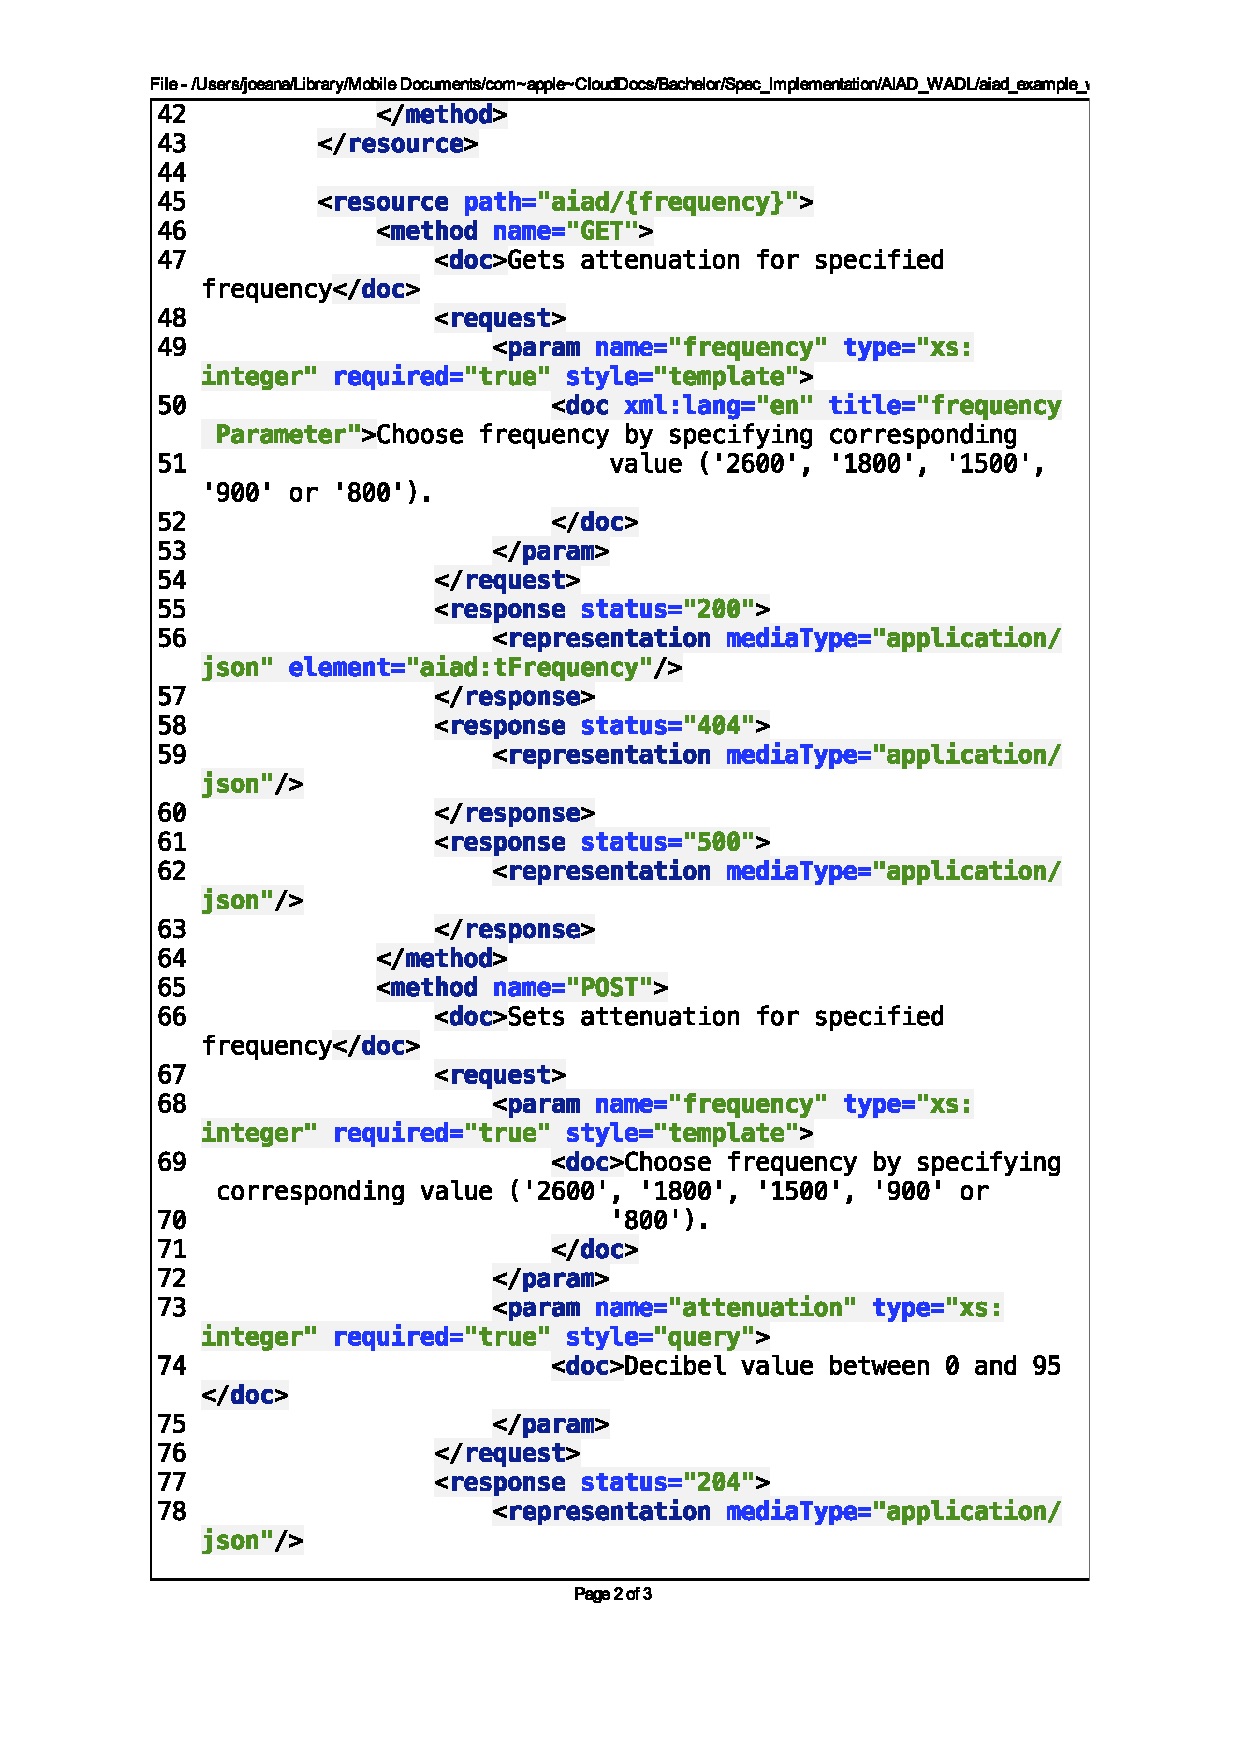 File - /Users/joeana/Library/Mobile Documents/com~apple~CloudDocs/Bachelor/Spec_Implementation/AIAD_WADL/aiad_example_
42             </method>
43         </resource>
44
45         <resource path="aiad/{frequency}">
46             <method name="GET">
47                 <doc>Gets attenuation for specified
frequency</doc>
48                 <request>
49                     <param name="frequency" type="xs:
integer" required="true" style="template">
50                         <doc xml:lang="en" title="frequency
 Parameter">Choose frequency by specifying corresponding
51                             value ('2600', '1800', '1500',
'900' or '800').
52                         </doc>
53                     </param>
54                 </request>
55                 <response status="200">
56                     <representation mediaType="application/
json" element="aiad:tFrequency"/>
57                 </response>
58                 <response status="404">
59                     <representation mediaType="application/
json"/>
60                 </response>
61                 <response status="500">
62                     <representation mediaType="application/
json"/>
63                 </response>
64             </method>
65             <method name="POST">
66                 <doc>Sets attenuation for specified
frequency</doc>
67                 <request>
68                     <param name="frequency" type="xs:
integer" required="true" style="template">
69                         <doc>Choose frequency by specifying
 corresponding value ('2600', '1800', '1500', '900' or
70                             '800').
71                         </doc>
72                     </param>
73                     <param name="attenuation" type="xs:
integer" required="true" style="query">
74                         <doc>Decibel value between 0 and 95
</doc>
75                     </param>
76                 </request>
77                 <response status="204">
78                     <representation mediaType="application/
json"/>
Page 2 of 3